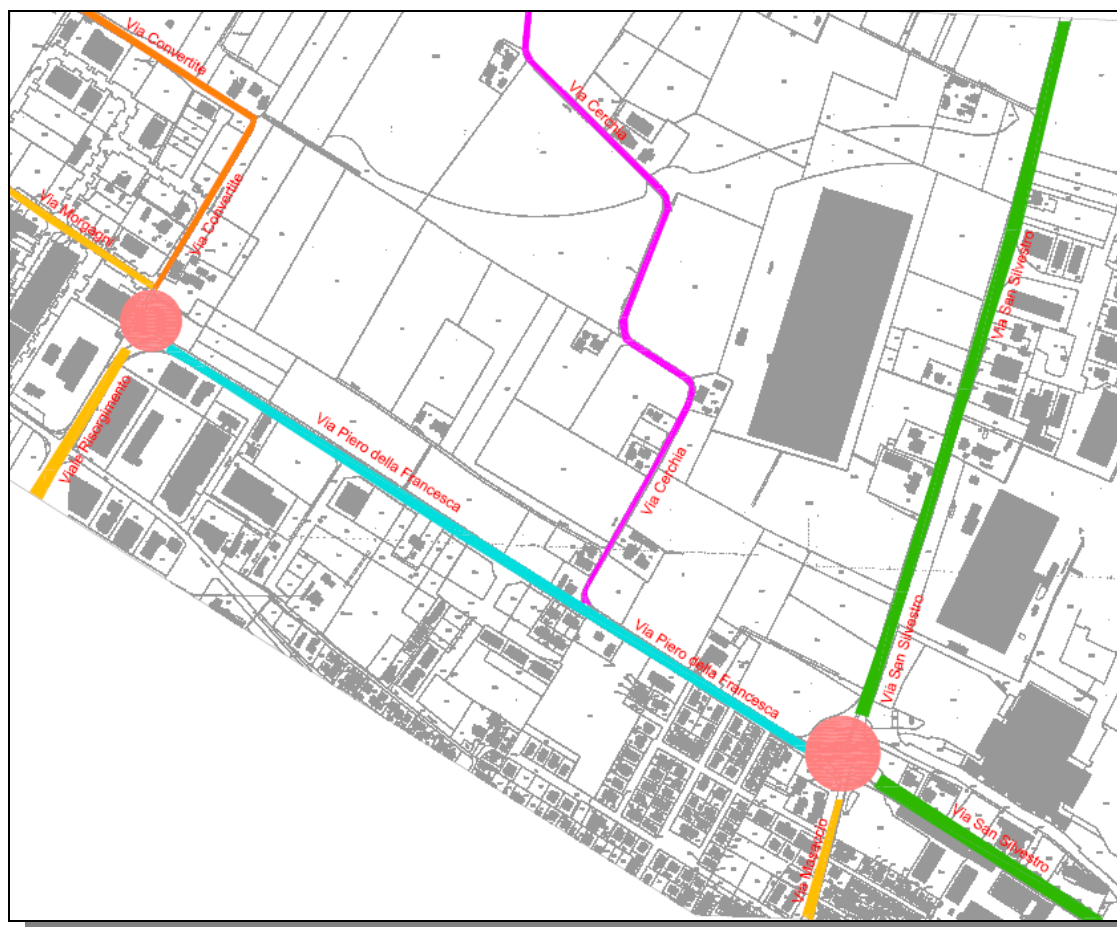 Via Convertite
Via Cerchia
Via Convertite
Via Morgagni
Via San Silvestro
Viale Risorgimento
Via Piero della Francesca
Via Cerchia
Via San Silvestro
Via Piero della Francesca
Via Masaccio
Via San Silvestro